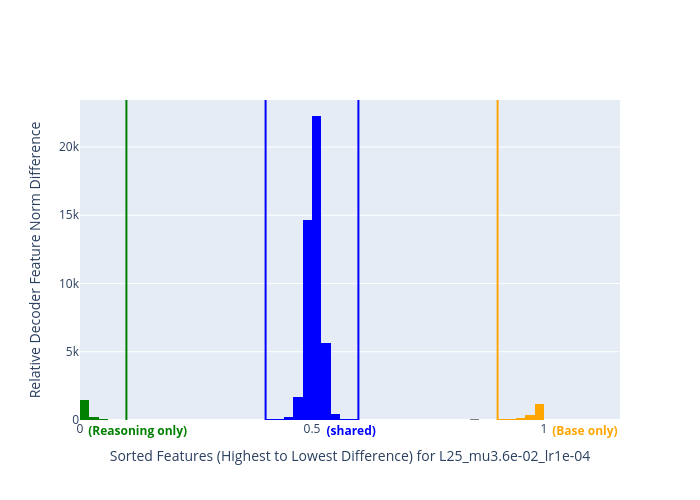 Relative Decoder Feature Norm Difference
20k
15k
10k
5k
0
0 0.5 1
(Reasoning only) (shared) (Base only)
Sorted Features (Highest to Lowest Difference) for L25_mu3.6e-02_lr1e-04